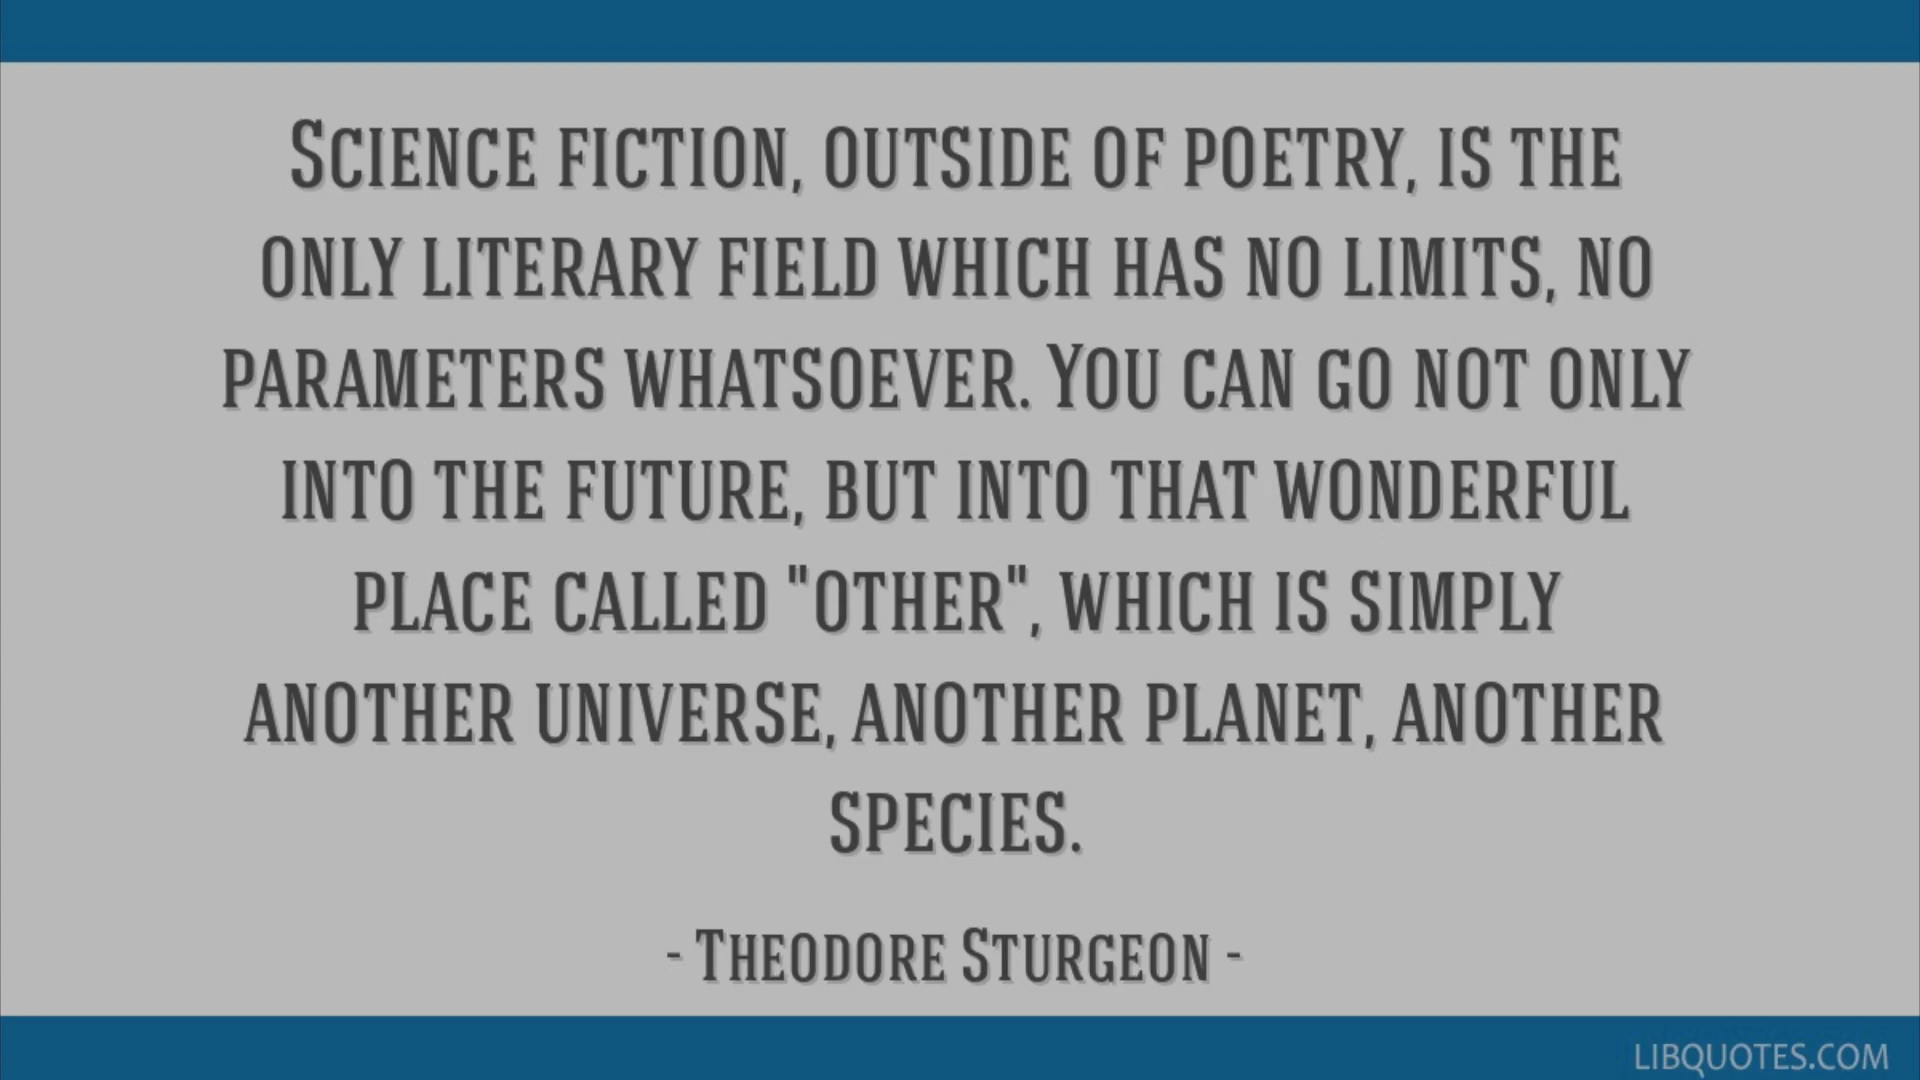 Science fiction, outside of poetry, is the
only literary field which has no limits, no
parameters whatsoever. You can go not only
into the future, but into that wonderful
place called "other", which is simply
another universe, another planet, another
species.
- Theodore Sturgeon -
LIBQUOTES.COM